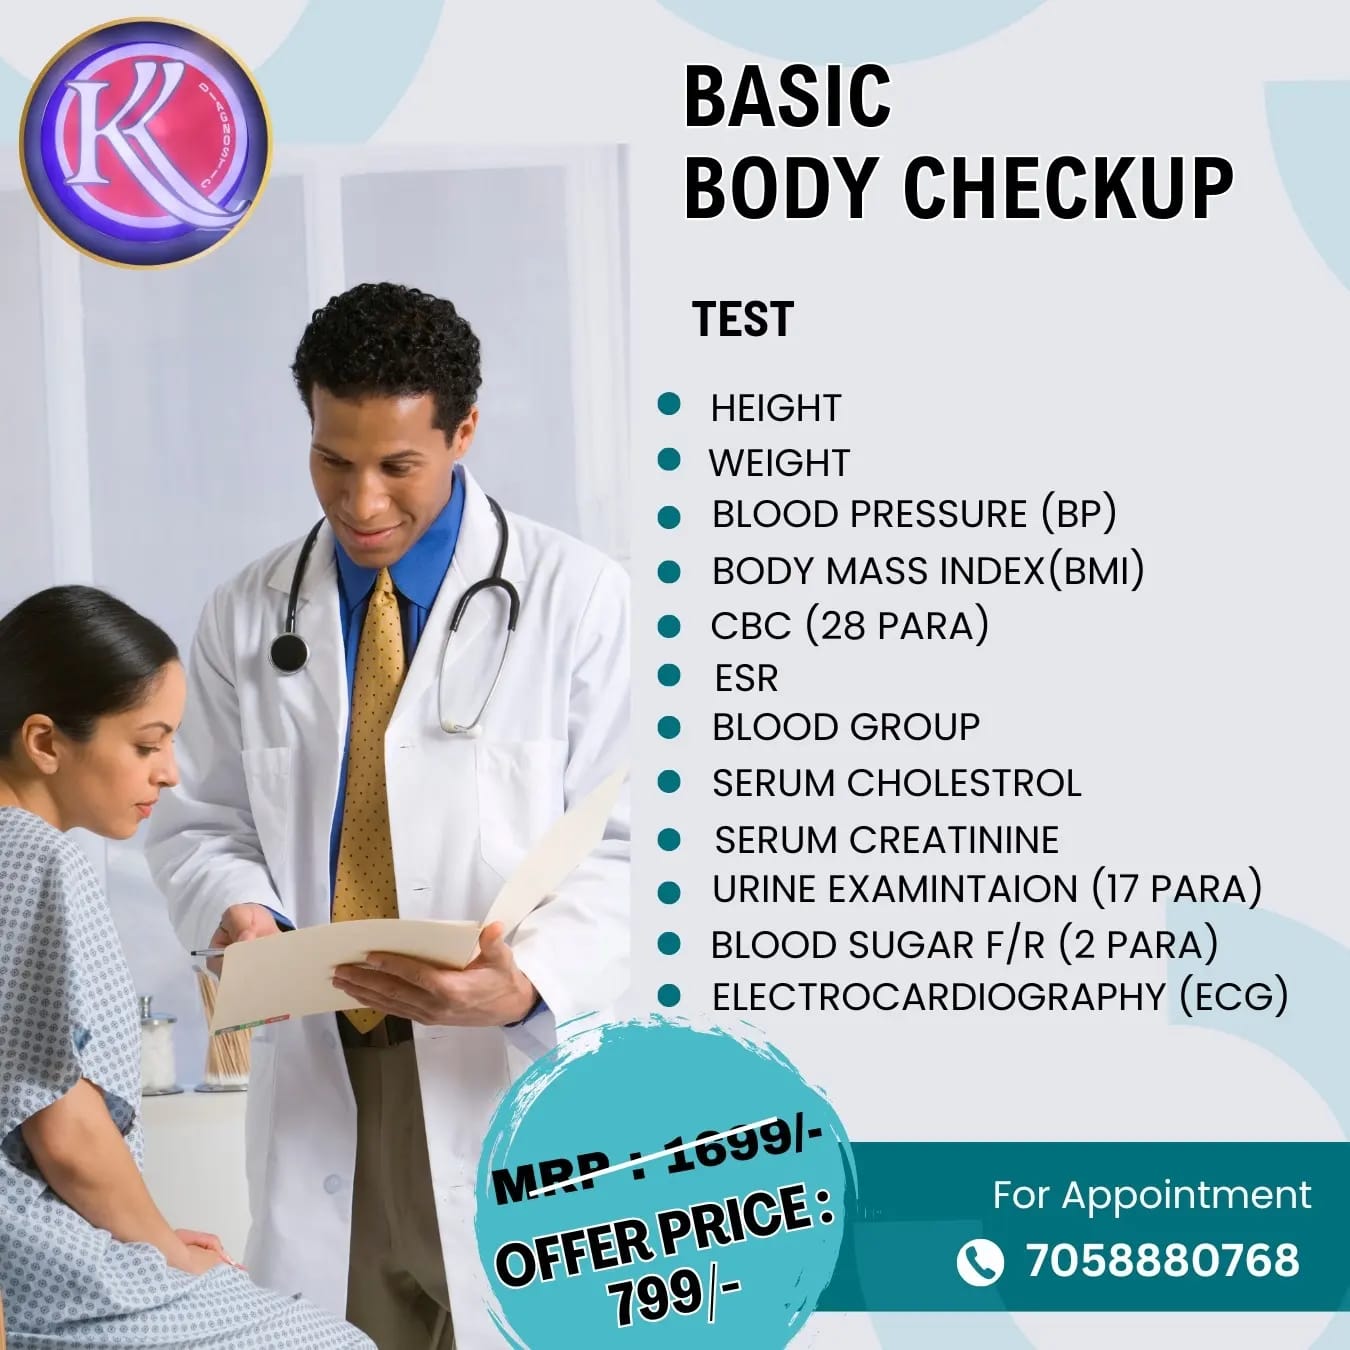 K
DIAGNOSTIC
BASIC
BODY CHECKUP
TEST
HEIGHT
WEIGHT
BLOOD PRESSURE (BP)
BODY MASS INDEX(BMI)
CBC (28 PARA)
ESR
BLOOD GROUP
SERUM CHOLESTROL
SERUM CREATININE
URINE EXAMINTAION (17 PARA)
BLOOD SUGAR F/R (2 PARA)
ELECTROCARDIOGRAPHY (ECG)
MRP : 1699/-
OFFER PRICE :
799/-
For Appointment
7058880768